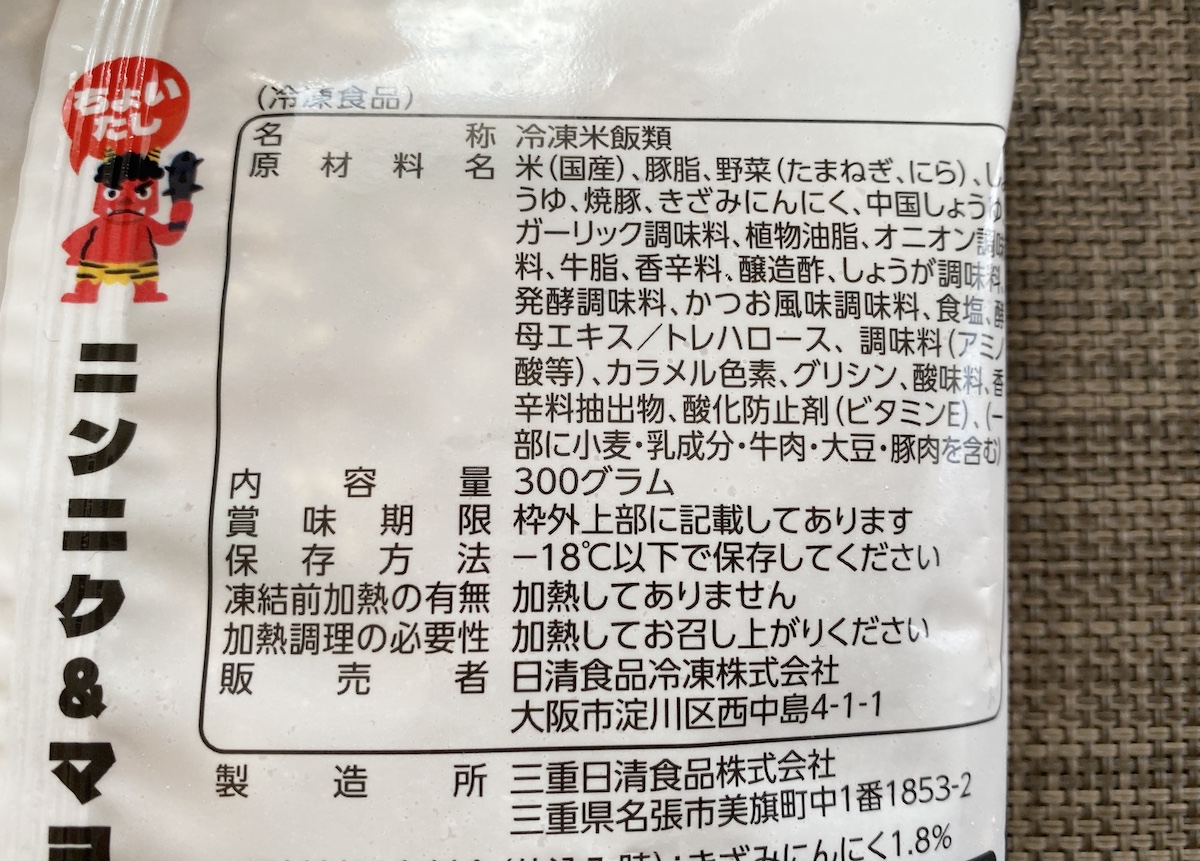 ちょい
たし
(冷凍食品)
名称 冷凍米飯類
原材料名 米(国産)、豚脂、野菜(たまねぎ、にら)、し
うゆ、焼豚、きざみにんにく、中国しょうゆ
ガーリック調味料、植物油脂、オニオン調味
料、牛脂、香辛料、醸造酢、しょうが調味料、
発酵調味料、かつお風味調味料、食塩、酵
母エキス/トレハロース、調味料(アミノ
酸等)、カラメル色素、グリシン、酸味料、香
辛料抽出物、酸化防止剤(ビタミンE)、(一
部に小麦・乳成分・牛肉・大豆・豚肉を含む)
内容量 300グラム
賞味期限 枠外上部に記載してあります
保存方法 −18℃以下で保存してください
凍結前加熱の有無 加熱してありません
加熱調理の必要性 加熱してお召し上がりください
販売者 日清食品冷凍株式会社
大阪市淀川区西中島4-1-1
製造所 三重日清食品株式会社
三重県名張市美旗町中1番1853-2
きざみにんにく1.8%
ニンニク&マ